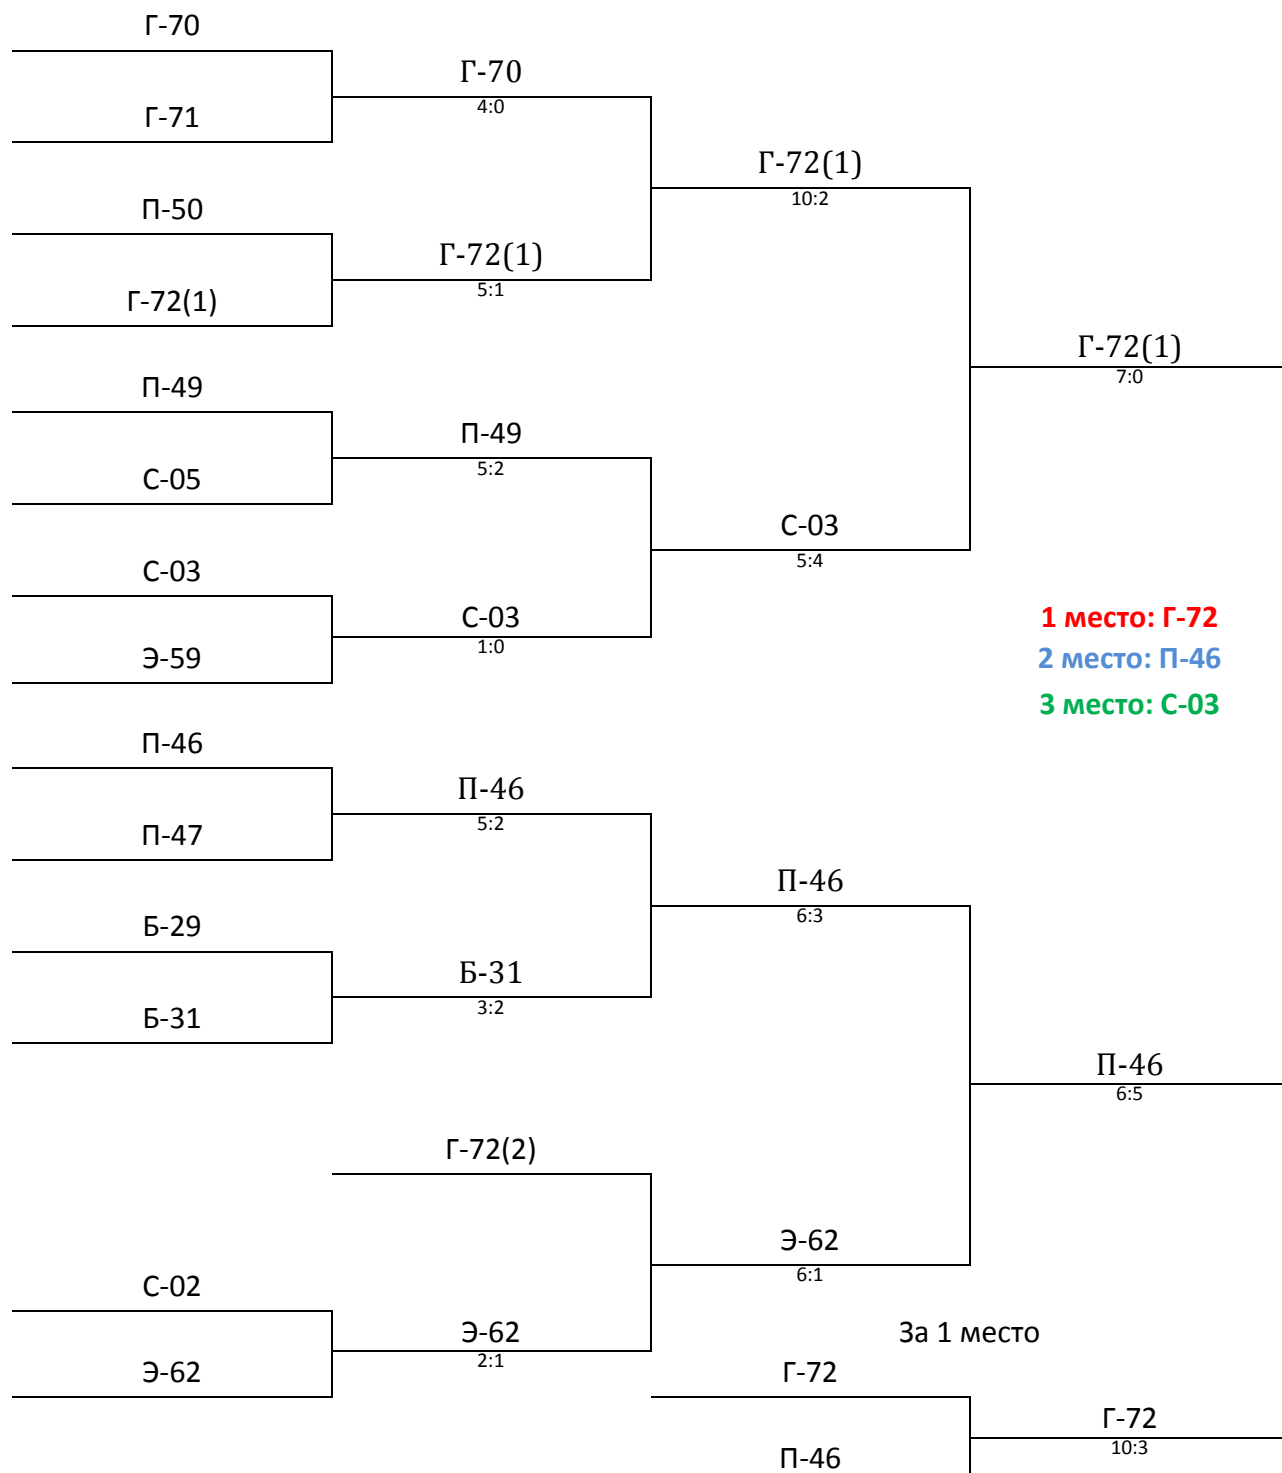 Г-70
Г-70
4:0
Г-71
Г-72(1)
10:2
П-50
Г-72(1)
5:1
Г-72(1)
Г-72(1)
7:0
П-49
П-49
5:2
С-05
С-03
5:4
С-03
С-03
1:0
Э-59
1 место: Г-72
2 место: П-46
3 место: С-03
П-46
П-46
5:2
П-47
П-46
6:3
Б-29
Б-31
3:2
Б-31
П-46
6:5
Г-72(2)
Э-62
6:1
С-02
Э-62
2:1
Э-62
За 1 место
Г-72
Г-72
10:3
П-46